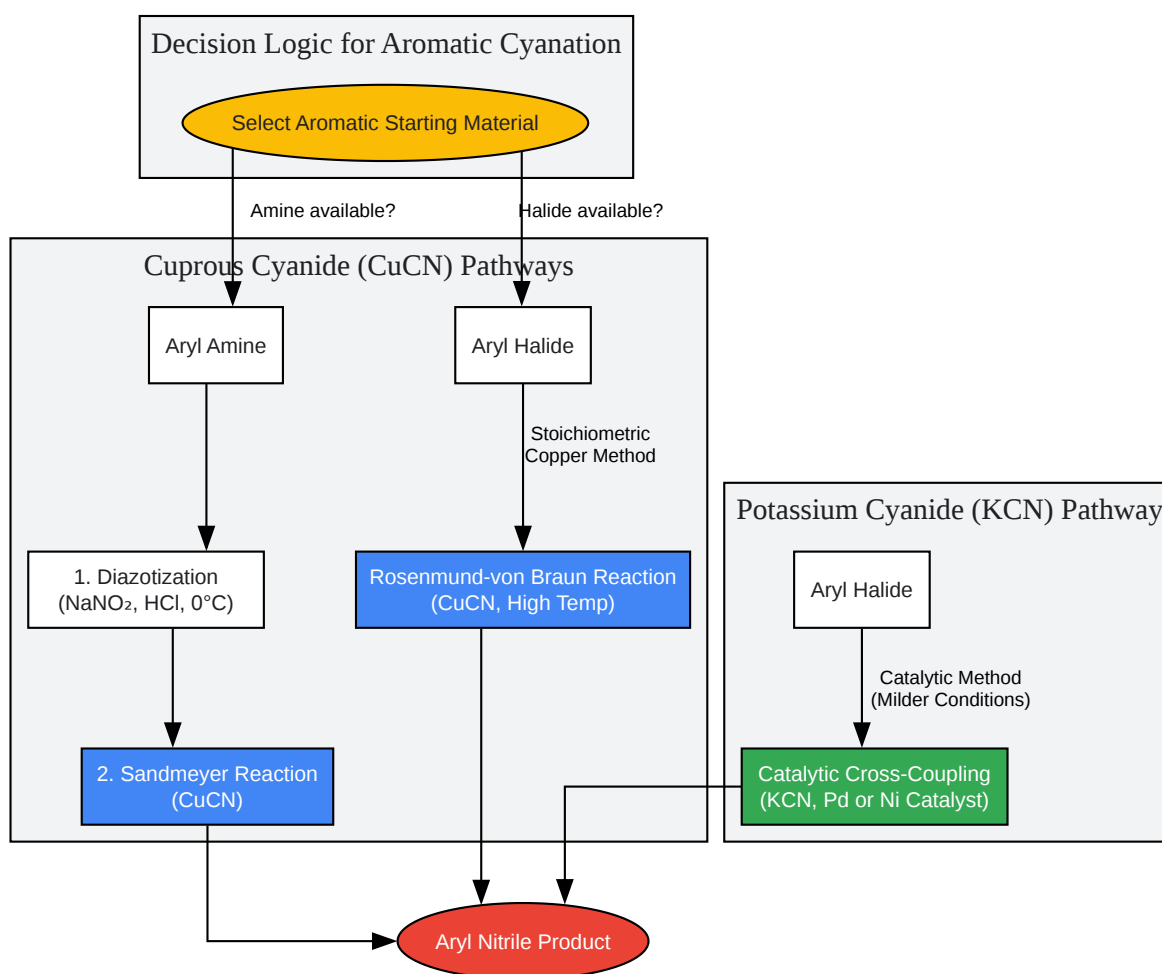 Decision Logic for Aromatic Cyanation
Select Aromatic Starting Material
Amine available?
Halide available?
Cuprous Cyanide (CuCN) Pathways
Aryl Amine
Aryl Halide
Stoichiometric
Copper Method
Potassium Cyanide (KCN) Pathway
1. Diazotization
(NaNO₂, HCl, 0°C)
Rosenmund-von Braun Reaction
(CuCN, High Temp)
Aryl Halide
Catalytic Method
(Milder Conditions)
2. Sandmeyer Reaction
(CuCN)
Catalytic Cross-Coupling
(KCN, Pd or Ni Catalyst)
Aryl Nitrile Product